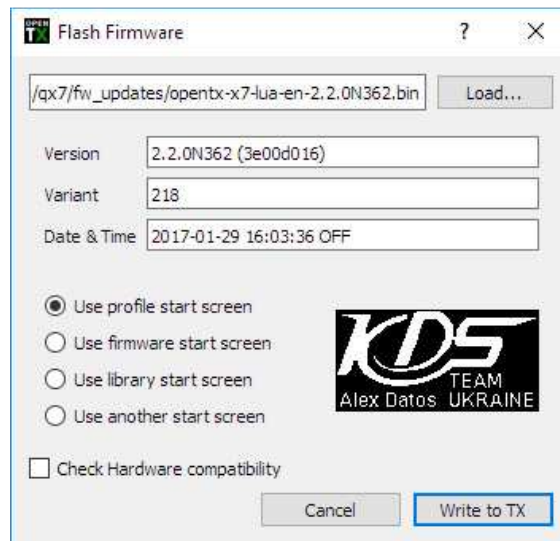 OPEN
TX
Flash Firmware
?
/qx7/fw_updates/opentx-x7-lua-en-2.2.0N362.bin
Load...
Version
2.2.0N362 (3e00d016)
Variant
218
Date & Time
2017-01-29 16:03:36 OFF
Use profile start screen
Use firmware start screen
Use library start screen
Use another start screen
KDS
TEAM
Alex Datos UKRAINE
Check Hardware compatibility
Cancel
Write to TX